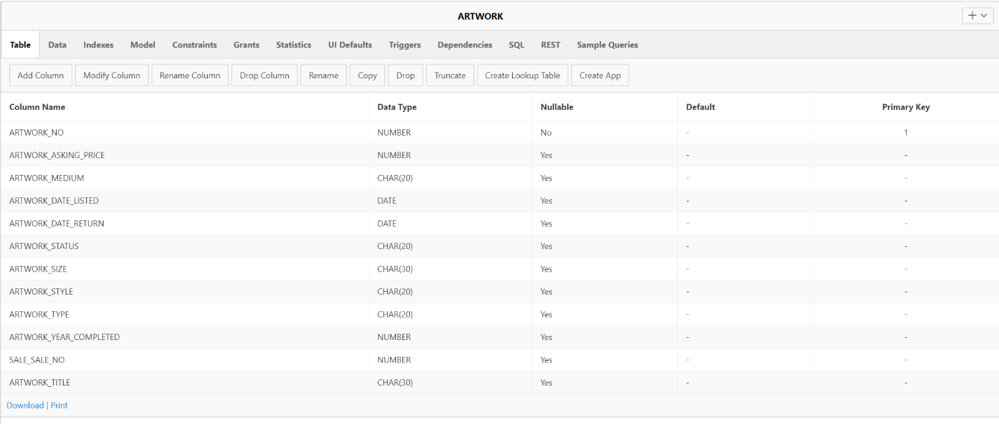 ARTWORK
Table Data Indexes Model Constraints Grants Statistics UI Defaults Triggers Dependencies SQL REST Sample Queries
Add Column Modify Column Rename Column Drop Column Rename Copy Drop Truncate Create Lookup Table Create App
Column Name Data Type Nullable Default Primary Key
ARTWORK_NO NUMBER No - 1
ARTWORK_ASKING_PRICE NUMBER Yes - -
ARTWORK_MEDIUM CHAR(20) Yes - -
ARTWORK_DATE_LISTED DATE Yes - -
ARTWORK_DATE_RETURN DATE Yes - -
ARTWORK_STATUS CHAR(20) Yes - -
ARTWORK_SIZE CHAR(30) Yes - -
ARTWORK_STYLE CHAR(20) Yes - -
ARTWORK_TYPE CHAR(20) Yes - -
ARTWORK_YEAR_COMPLETED NUMBER Yes - -
SALE_SALE_NO NUMBER Yes - -
ARTWORK_TITLE CHAR(30) Yes - -
Download | Print